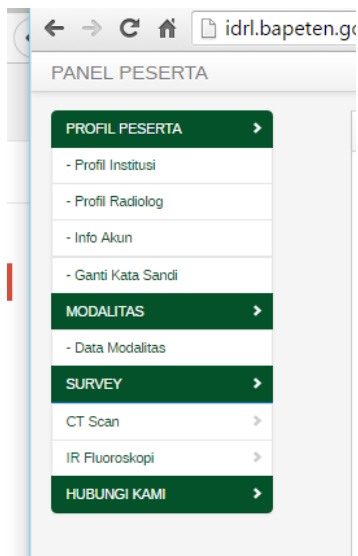 idrl.bapeten.go
PANEL PESERTA
PROFIL PESERTA
- Profil Institusi
- Profil Radiolog
- Info Akun
- Ganti Kata Sandi
MODALITAS
- Data Modalitas
SURVEY
CT Scan
IR Fluoroskopi
HUBUNGI KAMI